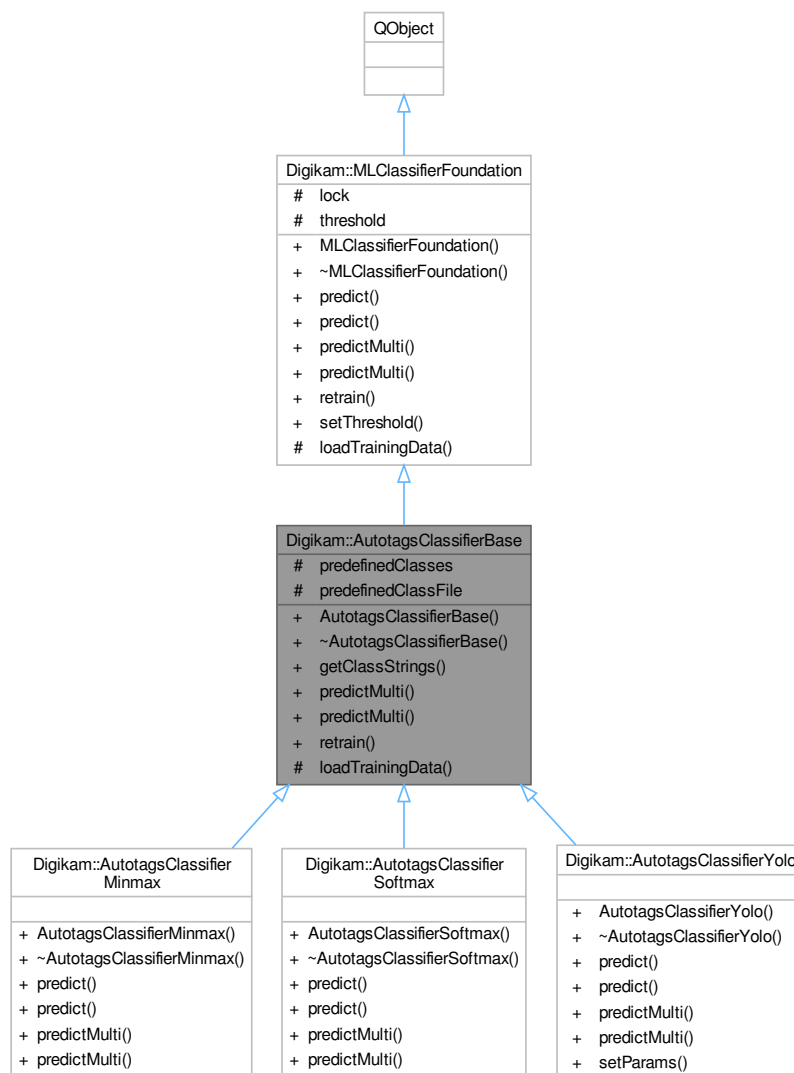 QObject
Digikam::MLClassifierFoundation
# lock
# threshold
+ MLClassifierFoundation()
+ ~MLClassifierFoundation()
+ predict()
+ predict()
+ predictMulti()
+ predictMulti()
+ retrain()
+ setThreshold()
# loadTrainingData()
Digikam::AutotagsClassifierBase
# predefinedClasses
# predefinedClassFile
+ AutotagsClassifierBase()
+ ~AutotagsClassifierBase()
+ getClassStrings()
+ predictMulti()
+ predictMulti()
+ retrain()
# loadTrainingData()
Digikam::AutotagsClassifier
Minmax
+ AutotagsClassifierMinmax()
+ ~AutotagsClassifierMinmax()
+ predict()
+ predict()
+ predictMulti()
+ predictMulti()
Digikam::AutotagsClassifier
Softmax
+ AutotagsClassifierSoftmax()
+ ~AutotagsClassifierSoftmax()
+ predict()
+ predict()
+ predictMulti()
+ predictMulti()
Digikam::AutotagsClassifierYolo
+ AutotagsClassifierYolo()
+ ~AutotagsClassifierYolo()
+ predict()
+ predict()
+ predictMulti()
+ predictMulti()
+ setParams()